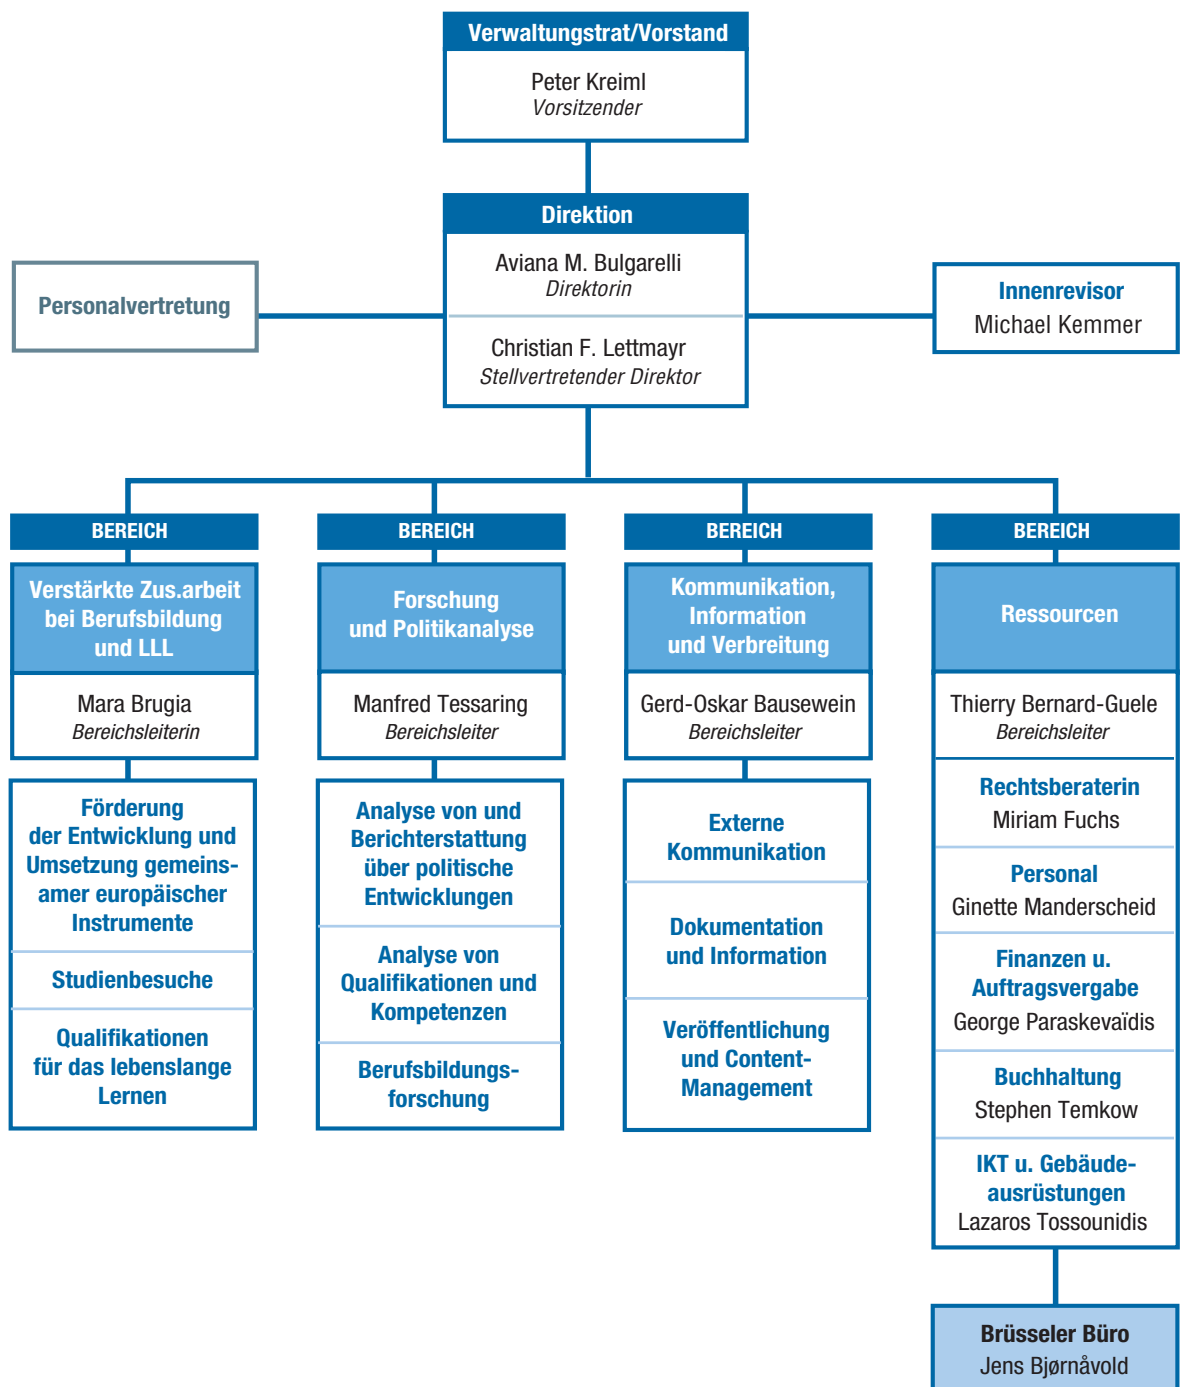 Verwaltungstrat/Vorstand
Peter Kreiml
Vorsitzender
Direktion
Aviana M. Bulgarelli
Direktorin
Christian F. Lettmayr
Stellvertretender Direktor
Personalvertretung
Innenrevisor
Michael Kemmer
BEREICH
Verstärkte Zus.arbeit
bei Berufsbildung
und LLL
Mara Brugia
Bereichsleiterin
Förderung
der Entwicklung und
Umsetzung gemeins-
amer europäischer
Instrumente
Studienbesuche
Qualifikationen
für das lebenslange
Lernen
BEREICH
Forschung
und Politikanalyse
Manfred Tessaring
Bereichsleiter
Analyse von und
Berichterstattung
über politische
Entwicklungen
Analyse von
Qualifikationen und
Kompetenzen
Berufsbildungs-
forschung
BEREICH
Kommunikation,
Information
und Verbreitung
Gerd-Oskar Bausewein
Bereichsleiter
Externe
Kommunikation
Dokumentation
und Information
Veröffentlichung
und Content-
Management
BEREICH
Ressourcen
Thierry Bernard-Guele
Bereichsleiter
Rechtsberaterin
Miriam Fuchs
Personal
Ginette Manderscheid
Finanzen u.
Auftragsvergabe
George Paraskevaïdis
Buchhaltung
Stephen Temkow
IKT u. Gebäude-
ausrüstungen
Lazaros Tossounidis
Brüsseler Büro
Jens Bjørnåvold